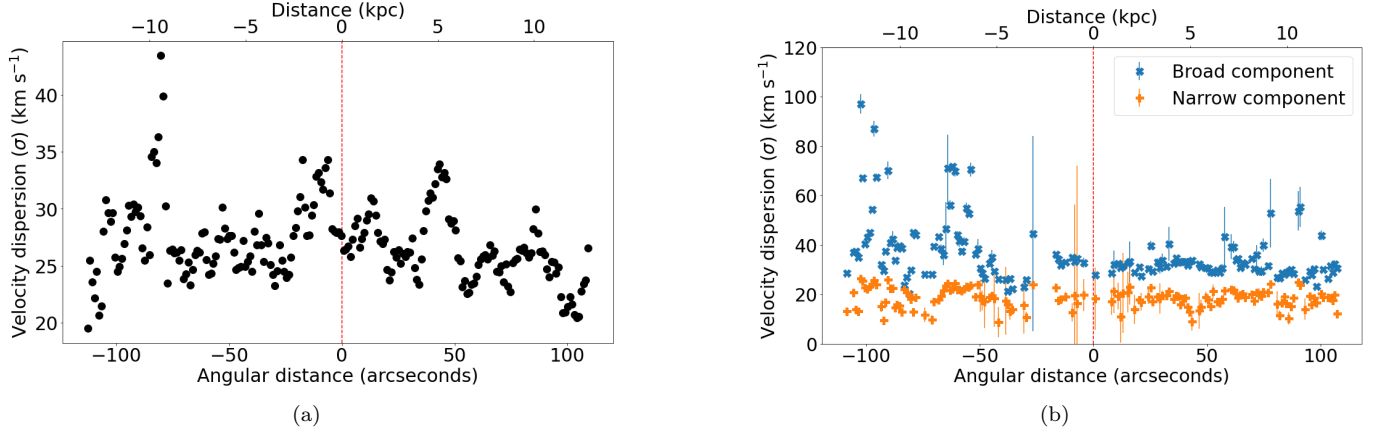 Distance (kpc)
−10 −5 0 5 10
Velocity dispersion (σ) (km s⁻¹)
40
35
30
25
20
−100 −50 0 50 100
Angular distance (arcseconds)
(a)
Distance (kpc)
−10 −5 0 5 10
Velocity dispersion (σ) (km s⁻¹)
120
100
80
60
40
20
0
Broad component
Narrow component
−100 −50 0 50 100
Angular distance (arcseconds)
(b)